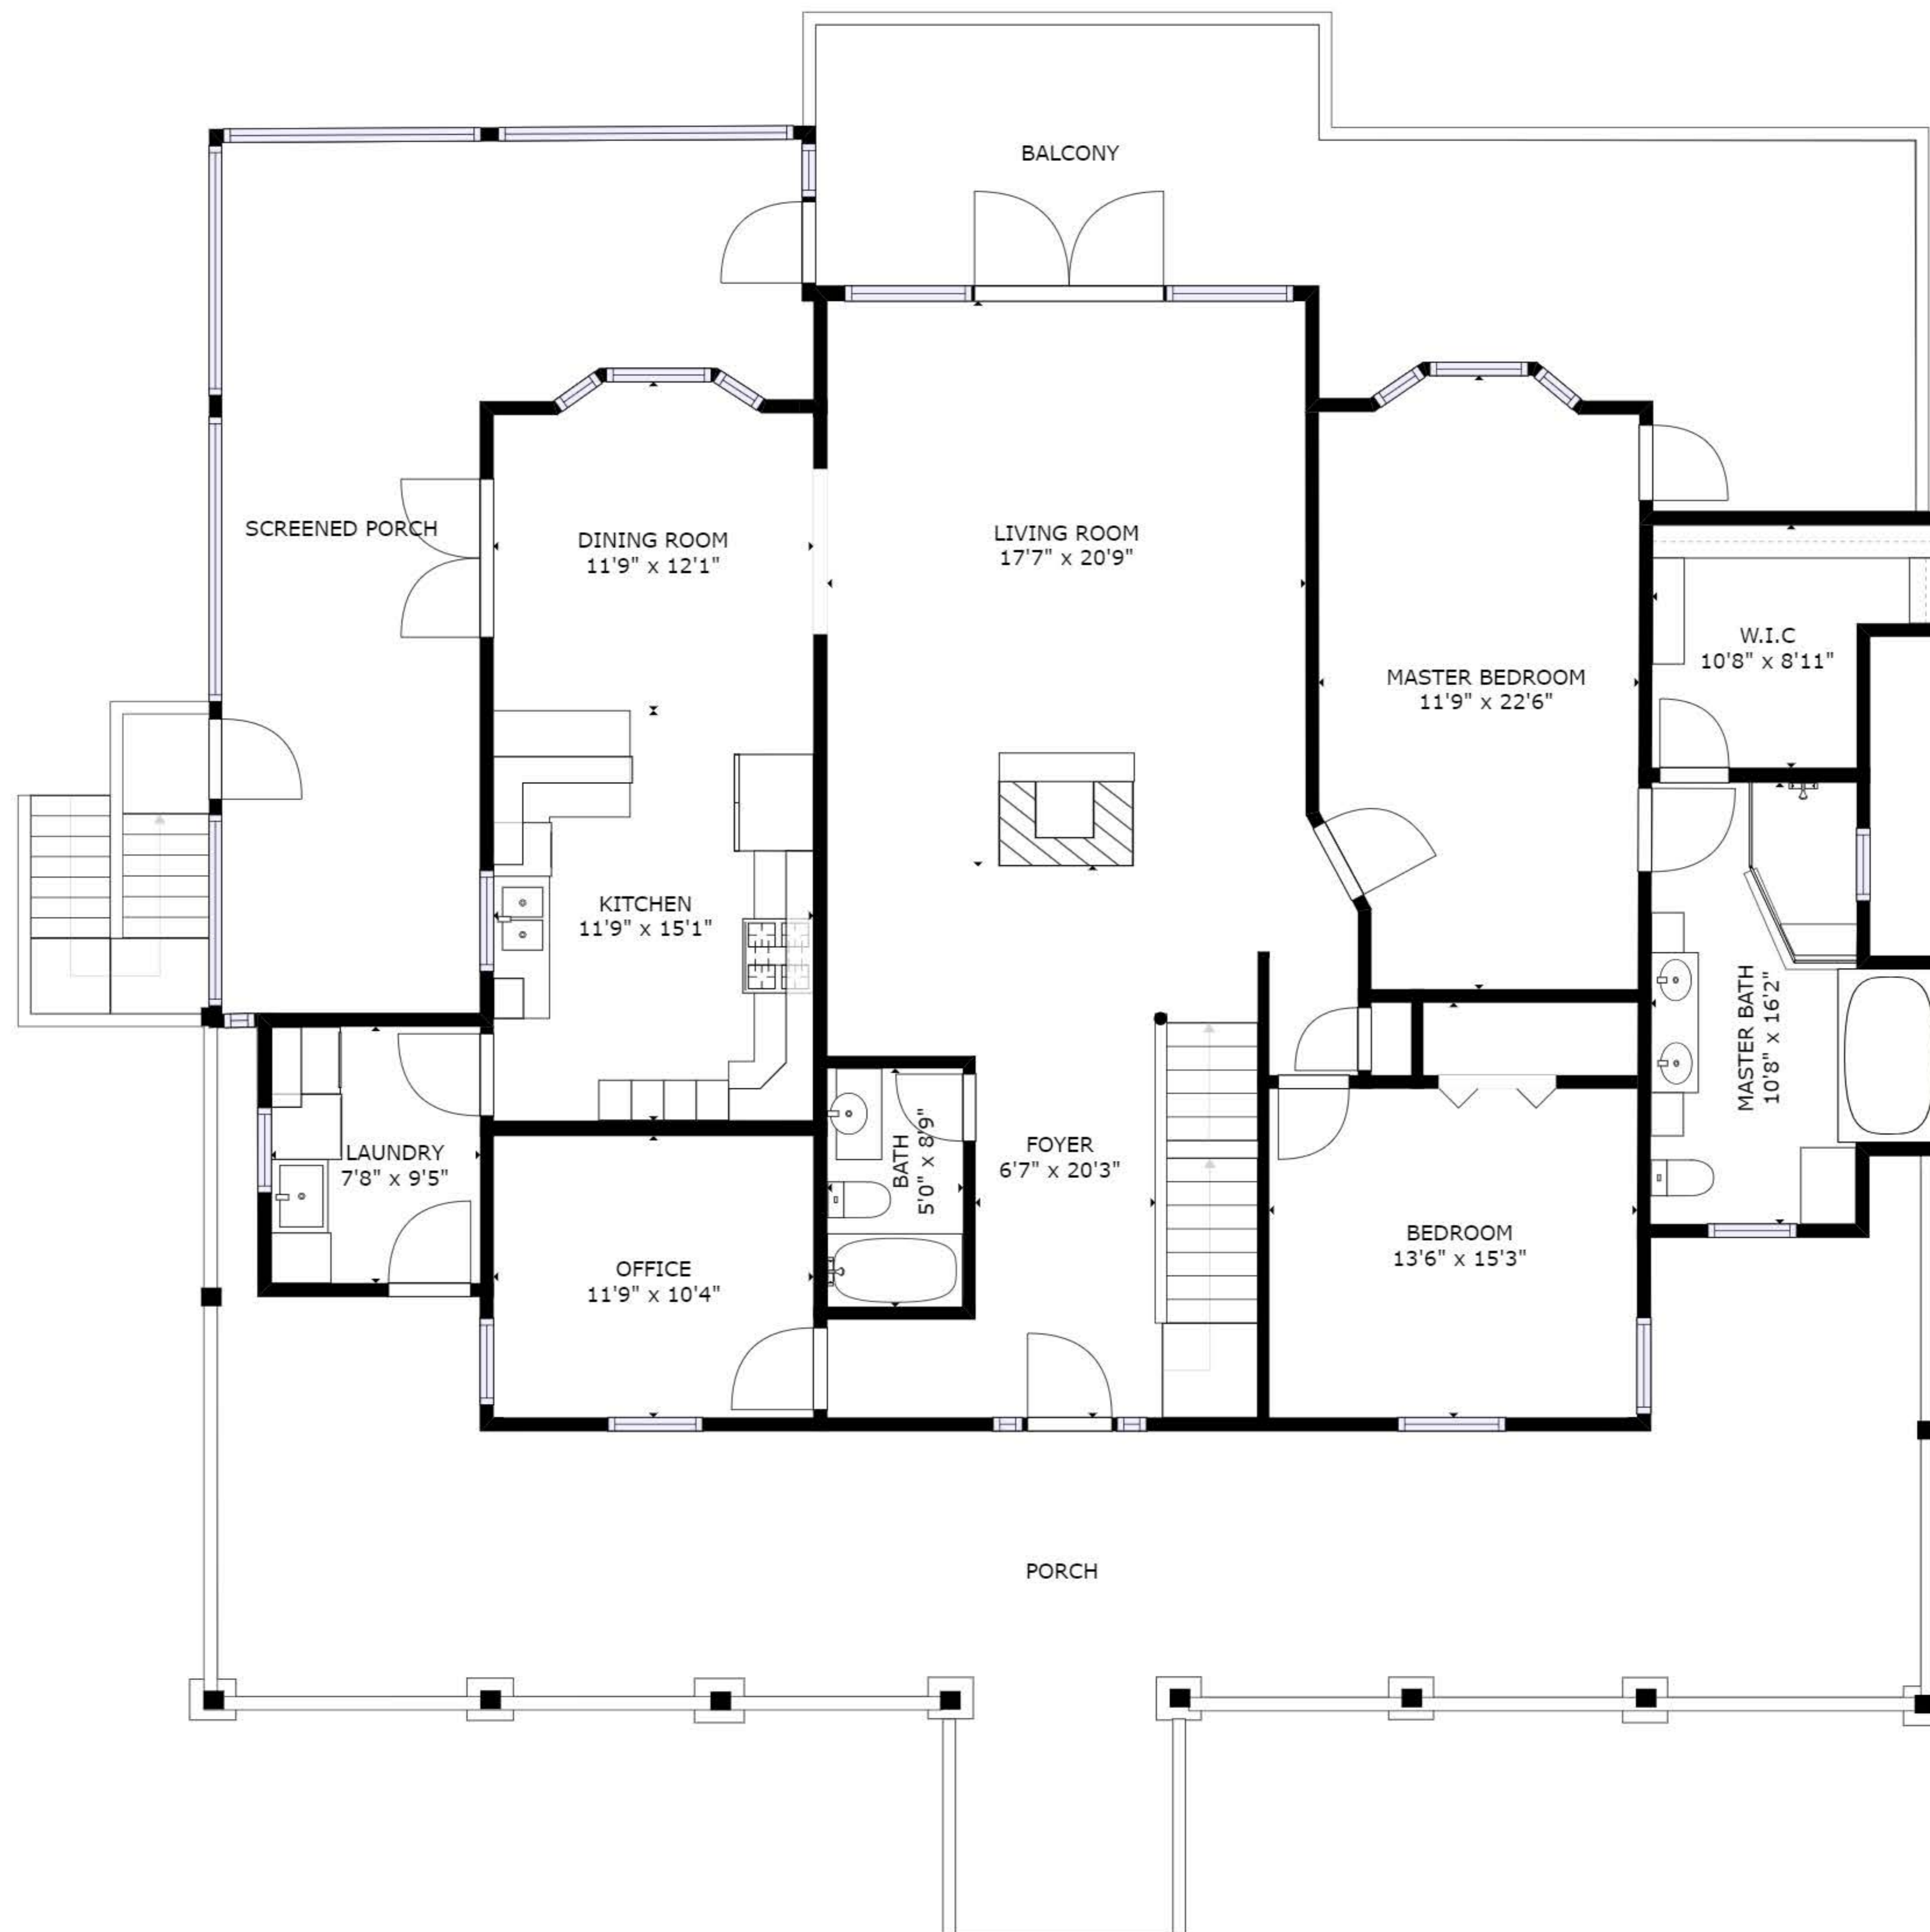 BALCONY
SCREENED PORCH
DINING ROOM
11'9" x 12'1"
LIVING ROOM
17'7" x 20'9"
MASTER BEDROOM
11'9" x 22'6"
W.I.C
10'8" x 8'11"
KITCHEN
11'9" x 15'1"
MASTER BATH
10'8" x 16'2"
LAUNDRY
7'8" x 9'5"
BATH
5'0" x 8'9"
FOYER
6'7" x 20'3"
OFFICE
11'9" x 10'4"
BEDROOM
13'6" x 15'3"
PORCH